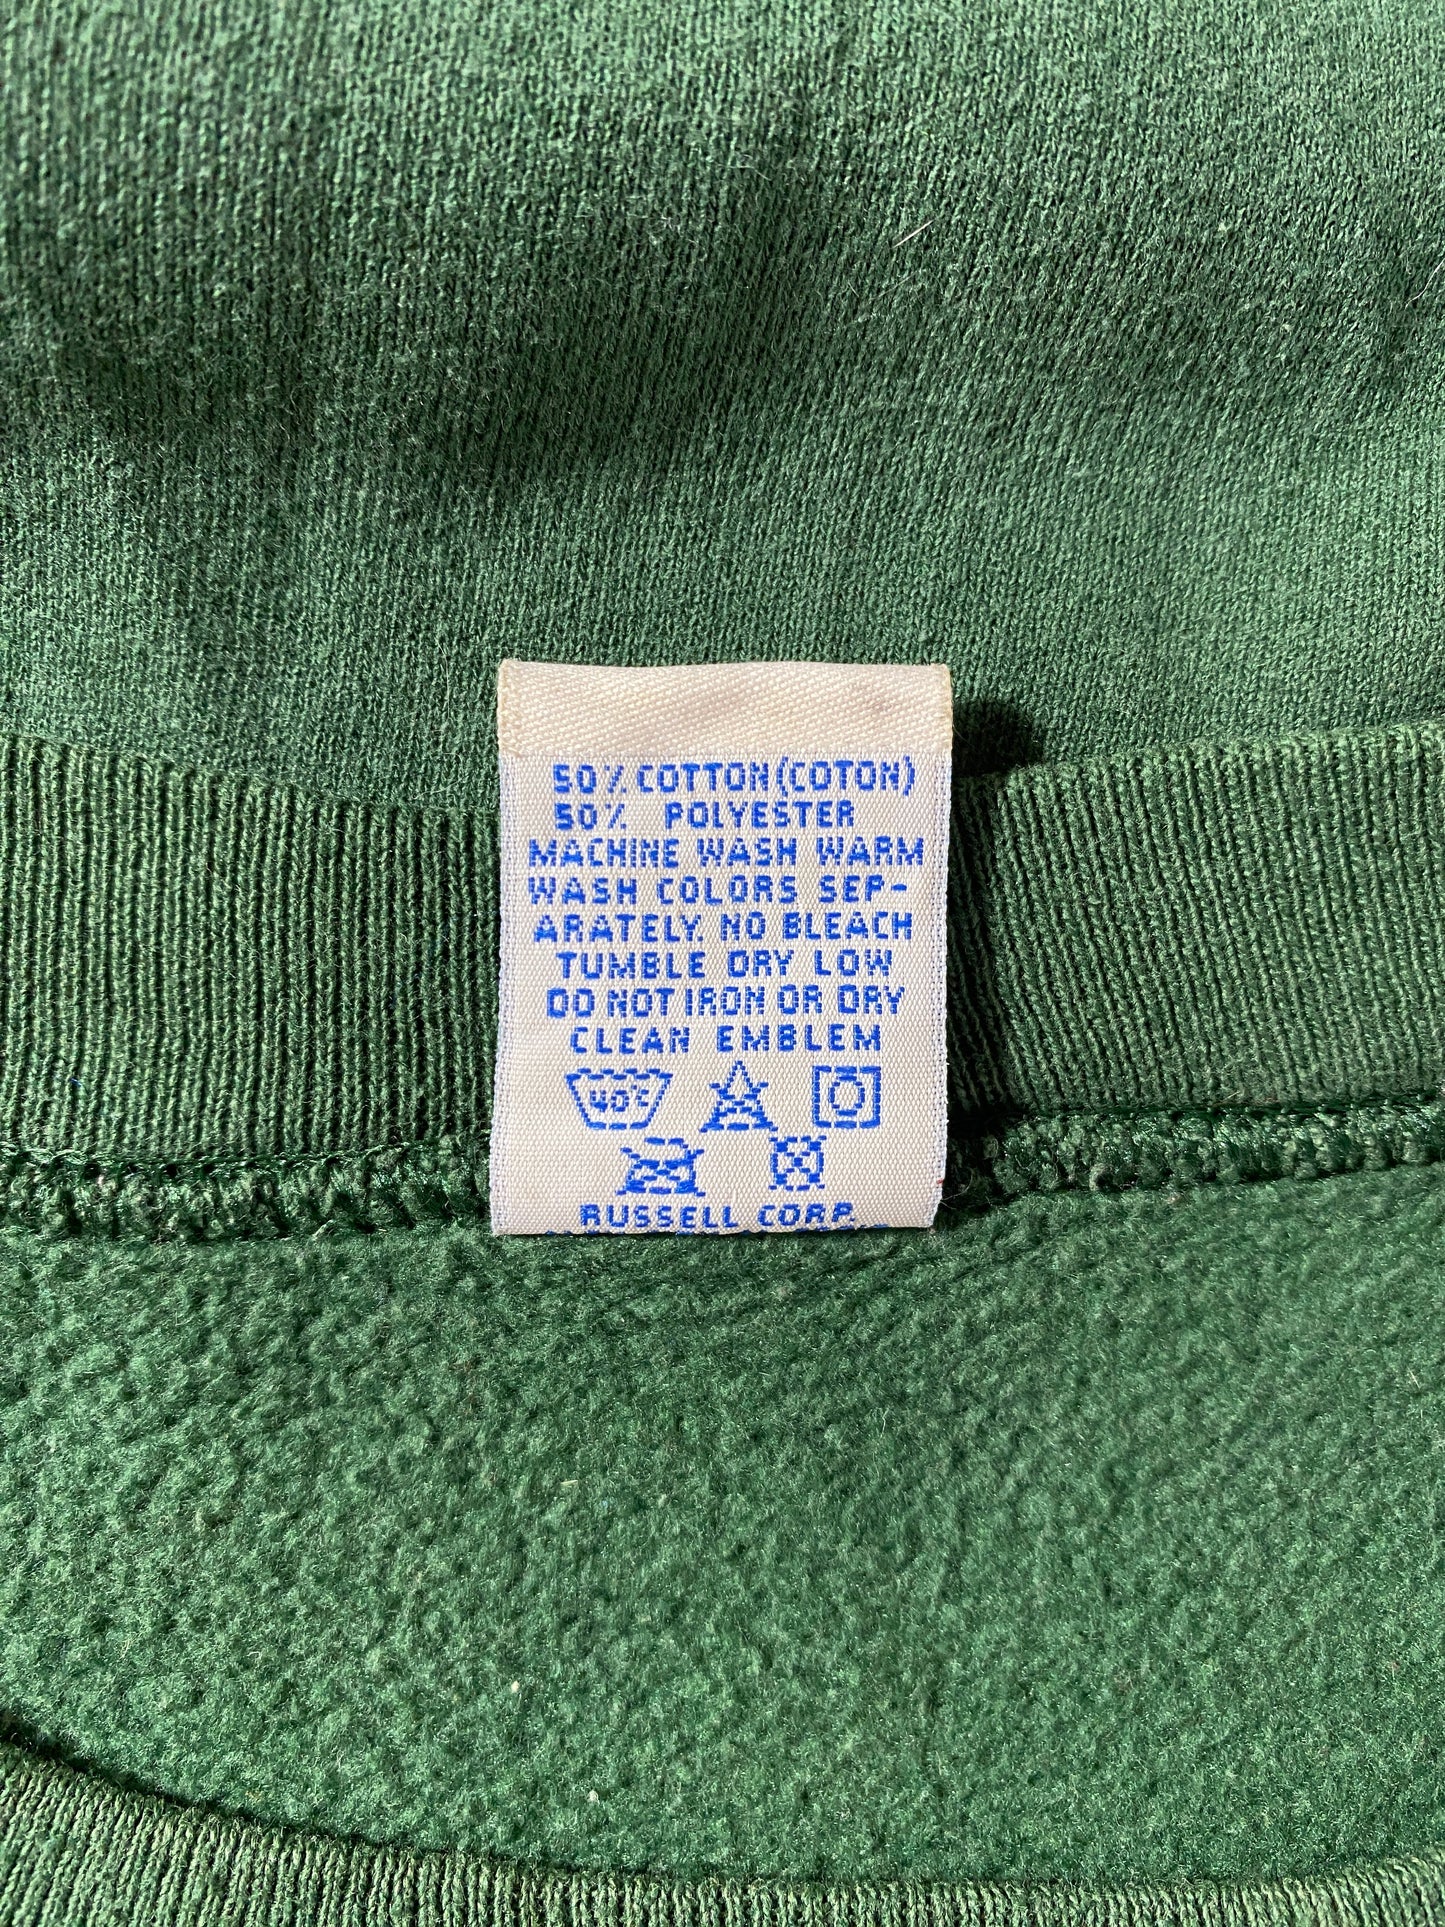 50% COTTON (COTON)
50% POLYESTER
MACHINE WASH WARM
WASH COLORS SEP-
ARATELY. NO BLEACH
TUMBLE DRY LOW
DO NOT IRON OR DRY
CLEAN EMBLEM
40°C
RUSSELL CORP.